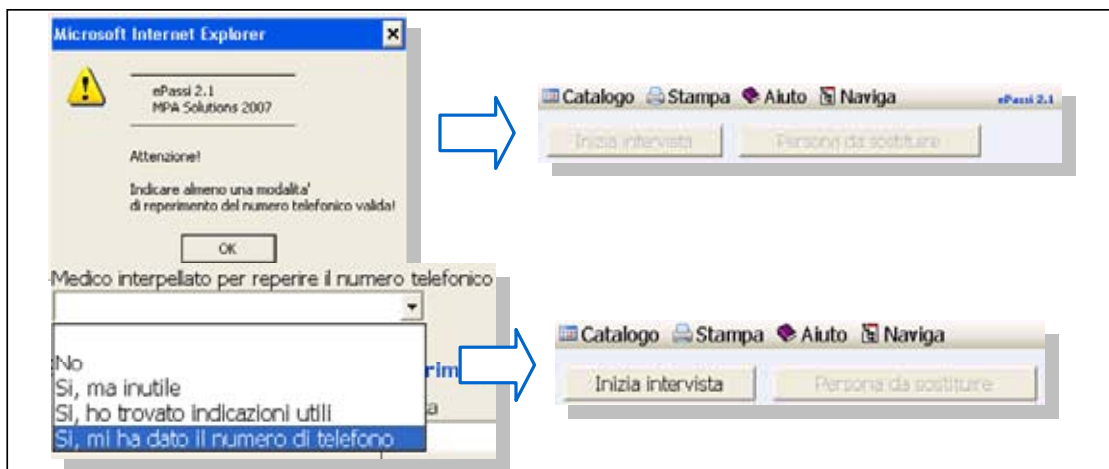 Microsoft Internet Explorer
ePassi 2.1
MPA Solutions 2007
Attenzione!
Indicare almeno una modalita'
di reperimento del numero telefonico valida!
OK
Catalogo Stampa Aiuto Naviga ePassi 2.1
Inizia intervista Persona da sostituire
Medico interpellato per reperire il numero telefonico
No
Si, ma inutile
Si, ho trovato indicazioni utili
Si, mi ha dato il numero di telefono
rim
a
Catalogo Stampa Aiuto Naviga
Inizia intervista Persona da sostituire